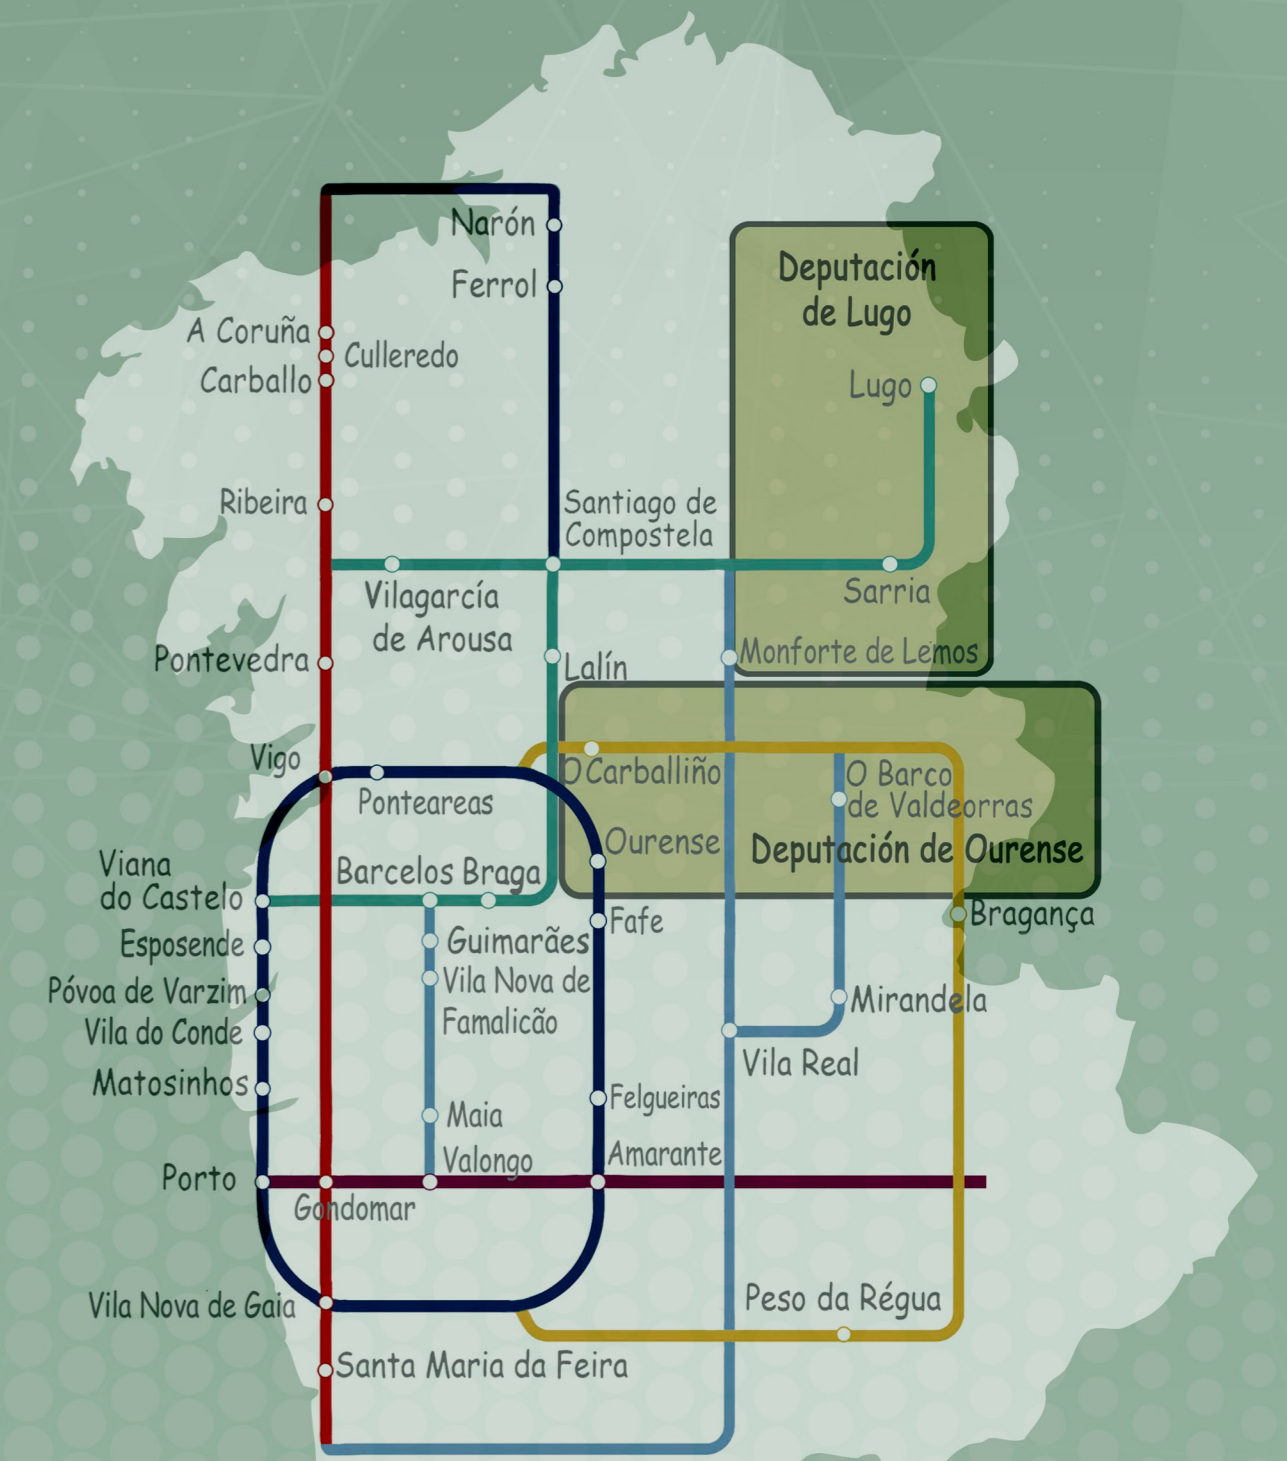 Narón
Ferrol
Deputación
de Lugo
A Coruña
Culleredo
Carballo
Lugo
Ribeira
Santiago de
Compostela
Vilagarcía
de Arousa
Sarria
Pontevedra
Lalín
Monforte de Lemos
Vigo
Ponteareas
O Carballiño
O Barco
de Valdeorras
Ourense
Deputación de Ourense
Viana
do Castelo
Barcelos Braga
Fafe
Bragança
Esposende
Guimarães
Póvoa de Varzim
Vila Nova de
Famalicão
Mirandela
Vila do Conde
Vila Real
Matosinhos
Felgueiras
Maia
Valongo
Amarante
Porto
Gondomar
Vila Nova de Gaia
Peso da Régua
Santa Maria da Feira